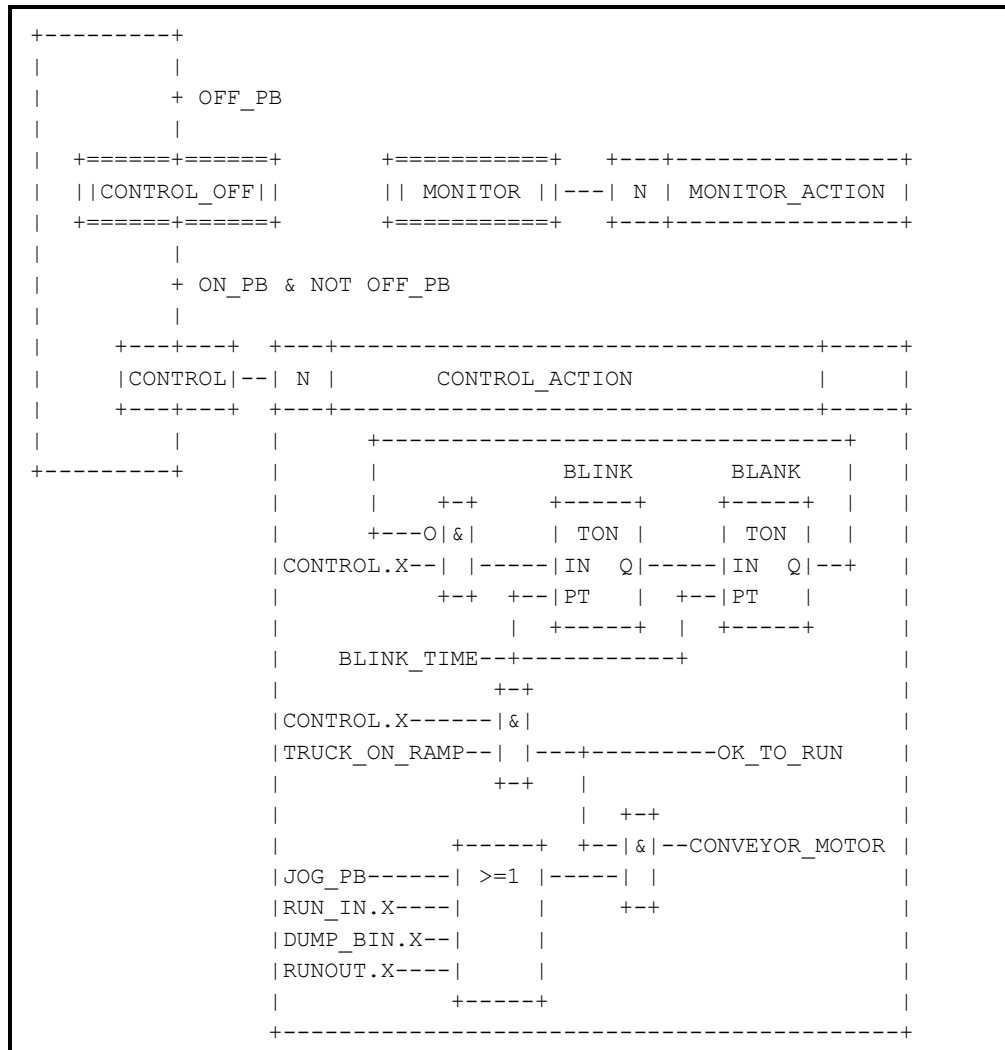 OFF_PB
CONTROL_OFF MONITOR N MONITOR_ACTION
ON_PB & NOT OFF_PB
CONTROL N CONTROL_ACTION
BLINK BLANK
O & TON TON
CONTROL.X IN Q IN Q
PT PT
BLINK_TIME
CONTROL.X &
TRUCK_ON_RAMP OK_TO_RUN
& CONVEYOR_MOTOR
JOG_PB >=1
RUN_IN.X
DUMP_BIN.X
RUNOUT.X